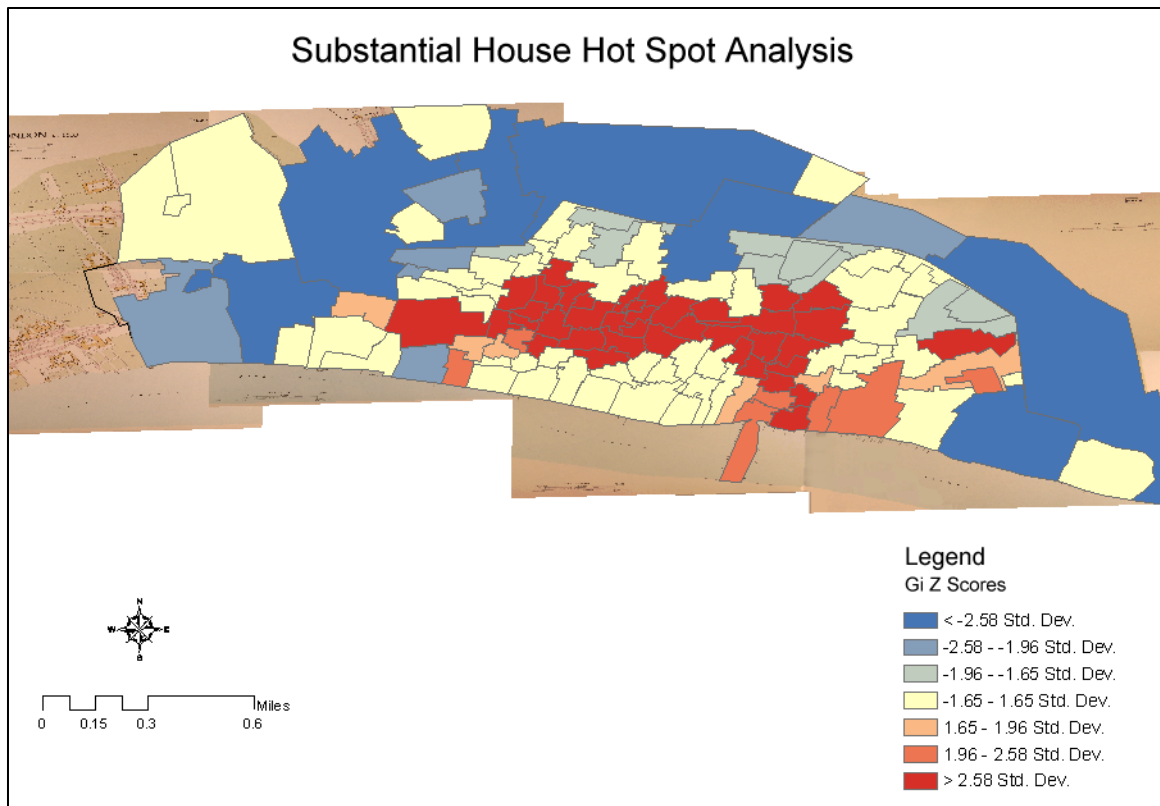 Substantial House Hot Spot Analysis
Legend
Gi Z Scores
< -2.58 Std. Dev.
-2.58 - -1.96 Std. Dev.
-1.96 - -1.65 Std. Dev.
-1.65 - 1.65 Std. Dev.
1.65 - 1.96 Std. Dev.
1.96 - 2.58 Std. Dev.
> 2.58 Std. Dev.
N
W E
S
Miles
0 0.15 0.3 0.6